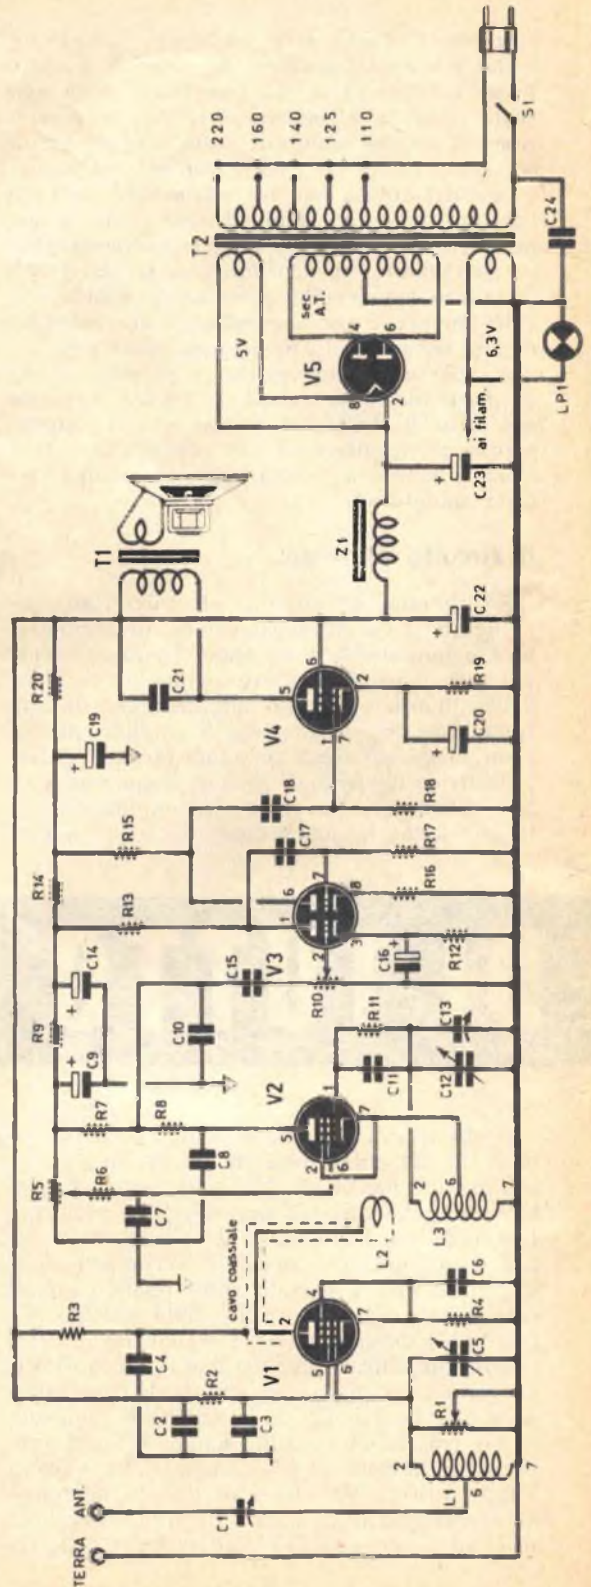 TERRA
ANT.
C1
L1
2
6
7
R1
C5
R4
C6
C2
C3
R2
C4
R3
V1
5
6
2
4
7
cavo coassiale
L2
L3
2
6
7
R5
R6
C7
C8
R7
R8
C9
+
R9
C14
+
C10
V2
5
2
6
1
7
C11
R11
C12
C13
C15
R10
V3
R13
R14
R15
1
6
2
7
3
8
C16
+
R12
R16
R17
R18
C17
C18
C19
+
R20
V4
5
6
1
7
2
C20
+
R19
C21
T1
C22
+
Z1
C23
+
ai filam.
V5
8
4
6
2
5V
sec
A.T.
6,3V
T2
220
160
140
125
110
S1
C24
LP1